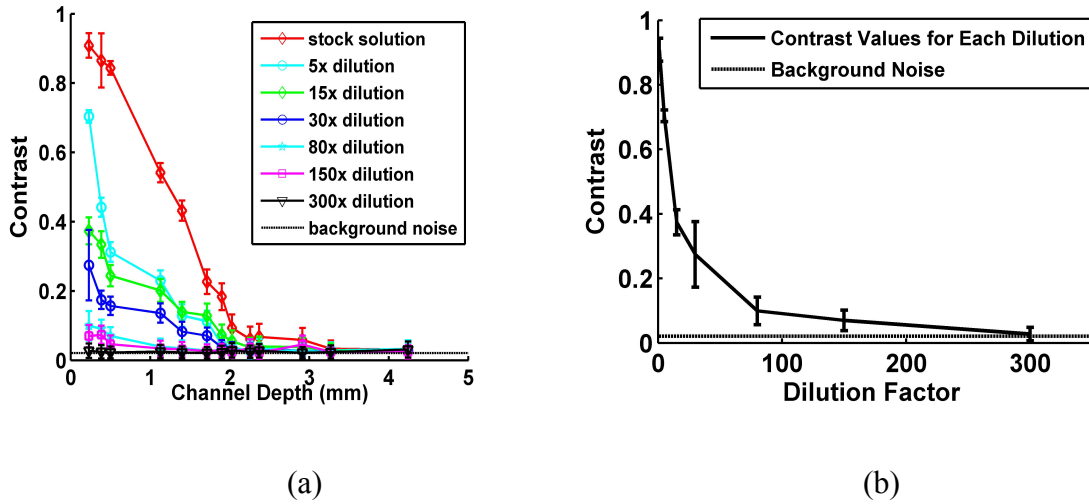 1
0.8
0.6
0.4
0.2
0
Contrast
stock solution
5x dilution
15x dilution
30x dilution
80x dilution
150x dilution
300x dilution
background noise
0 1 2 3 4 5
Channel Depth (mm)
(a)
1
0.8
0.6
0.4
0.2
0
Contrast
Contrast Values for Each Dilution
Background Noise
0 100 200 300
Dilution Factor
(b)